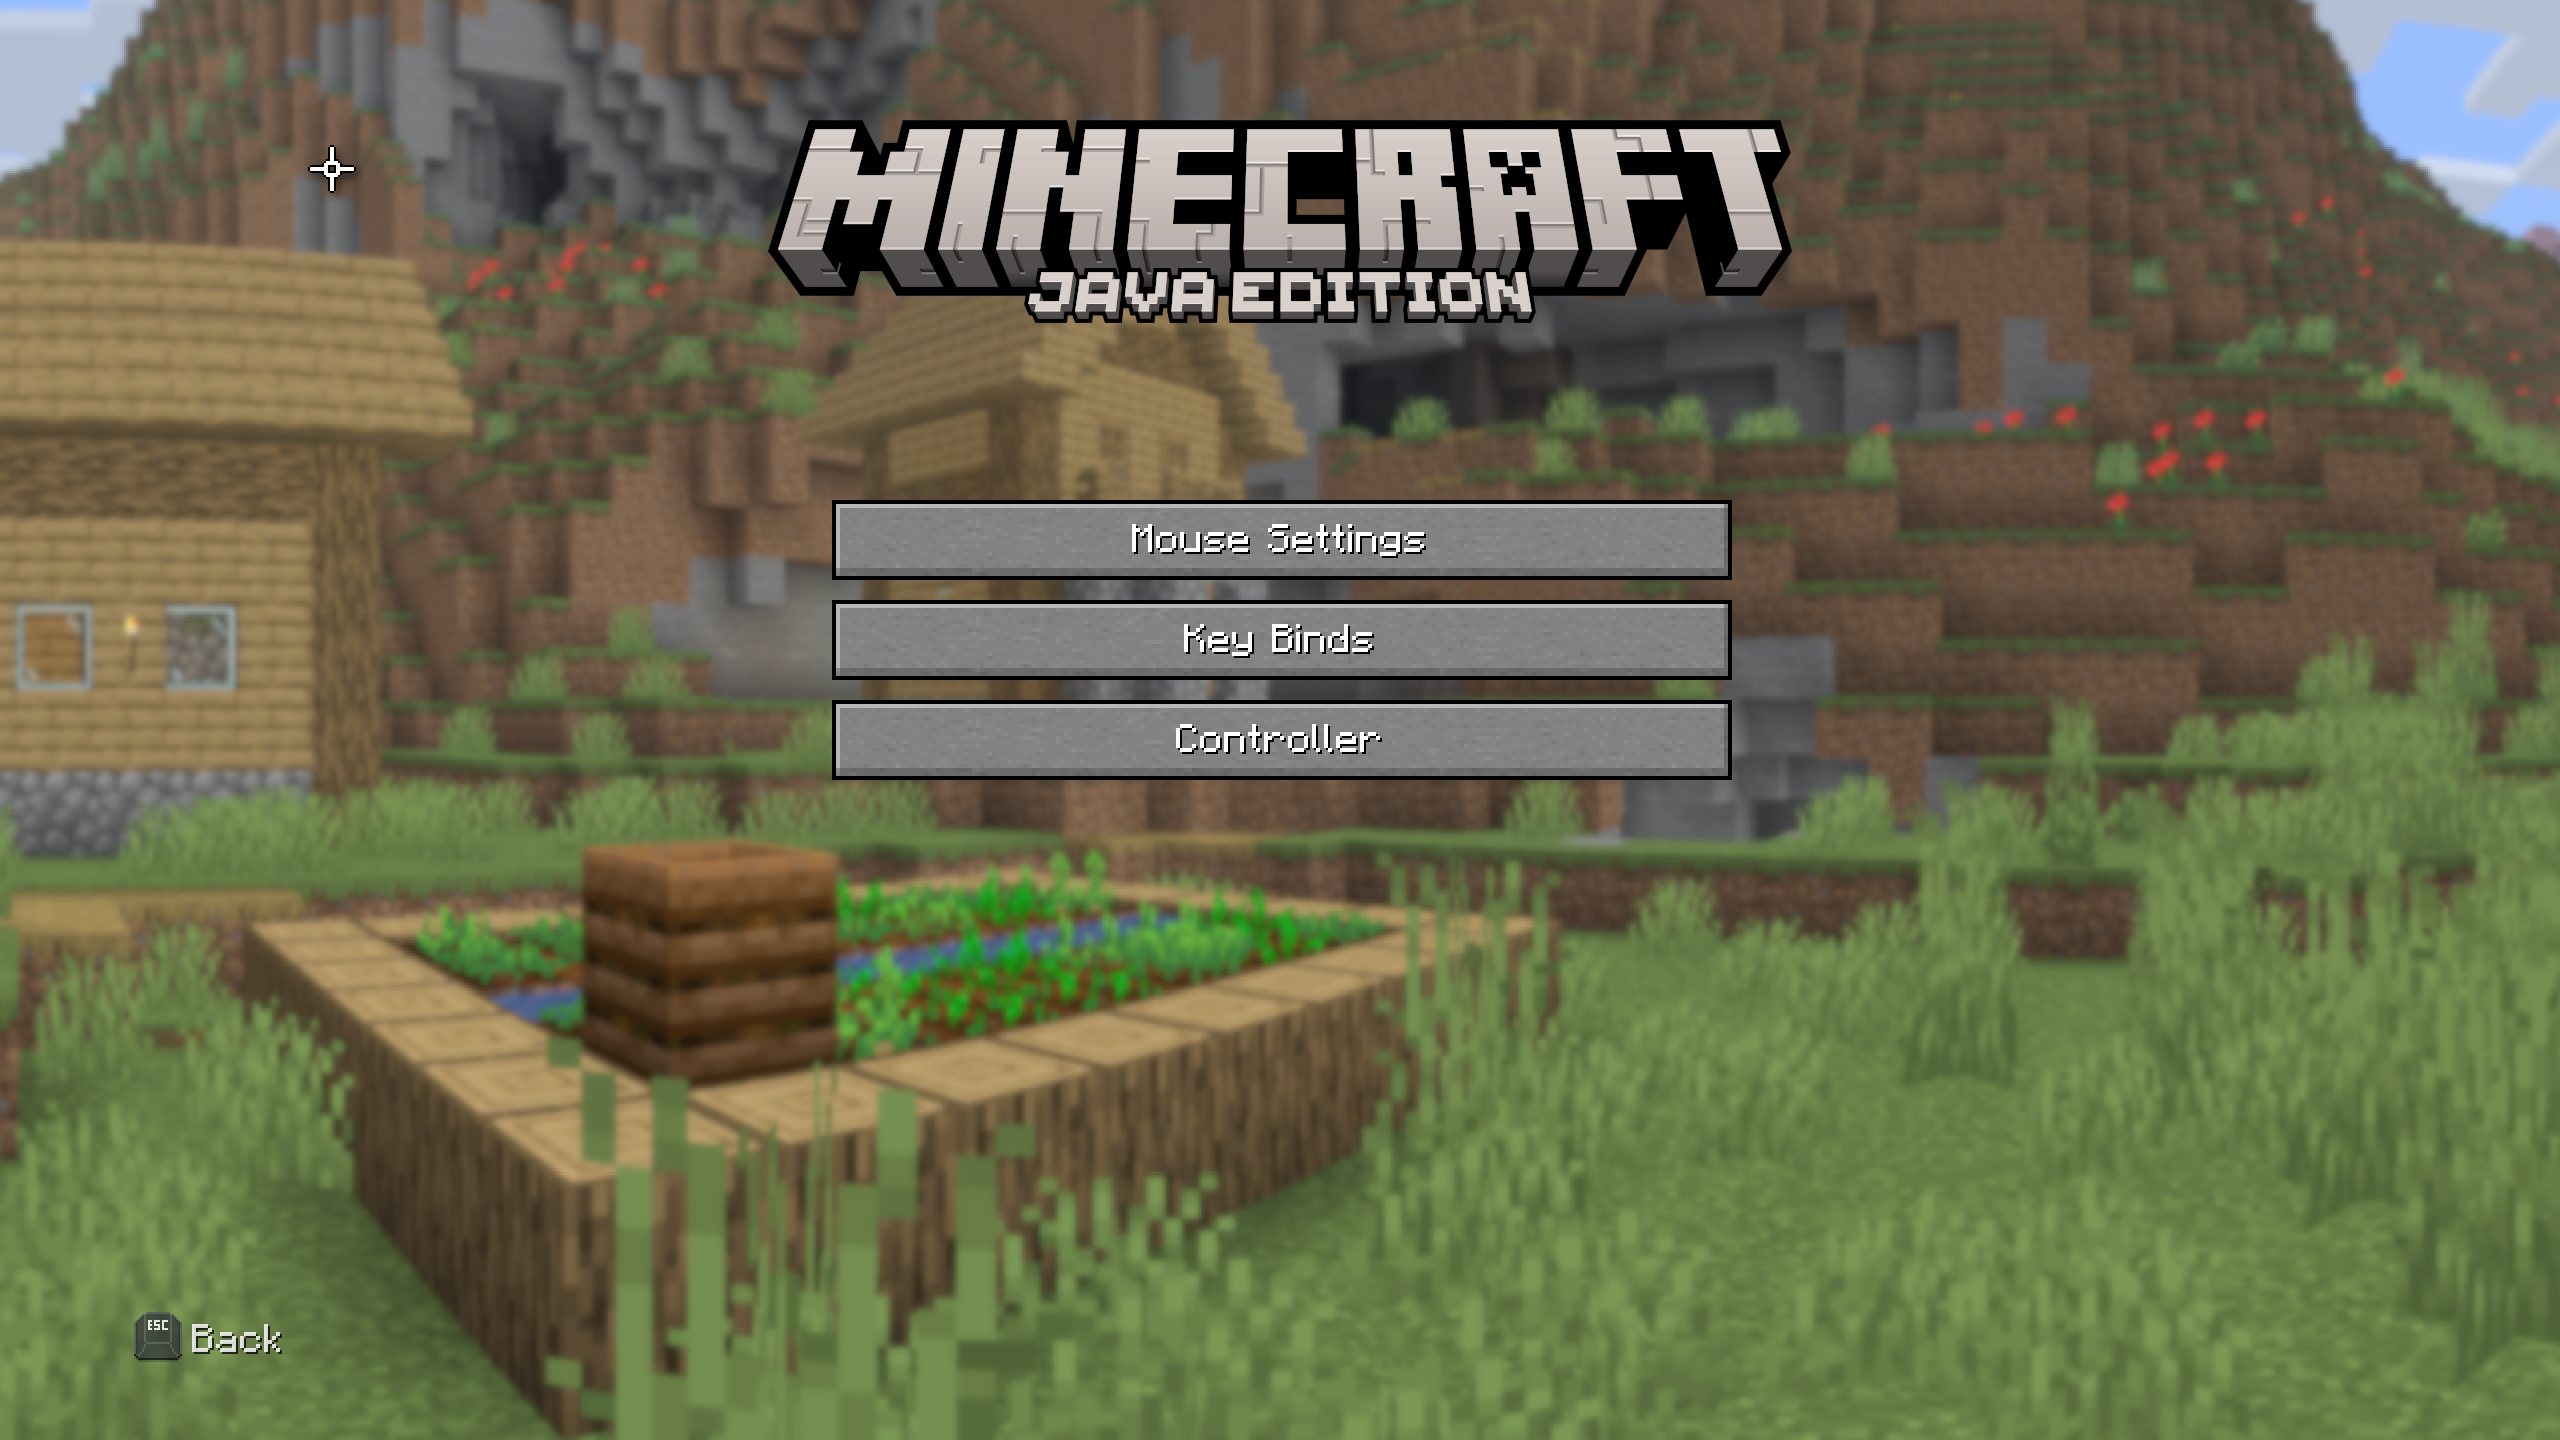 MINECRAFT
JAVA EDITION
Mouse Settings
Key Binds
Controller
ESC Back